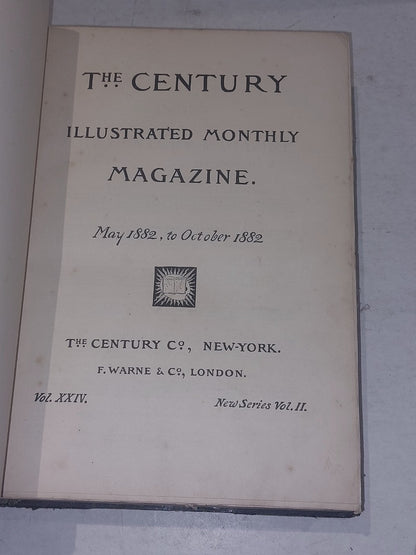 THE CENTURY
ILLUSTRATED MONTHLY
MAGAZINE.
May 1882, to October 1882
THE CENTURY Co, NEW-YORK.
F. WARNE & Co, LONDON.
Vol. XXIV. New Series Vol. II.